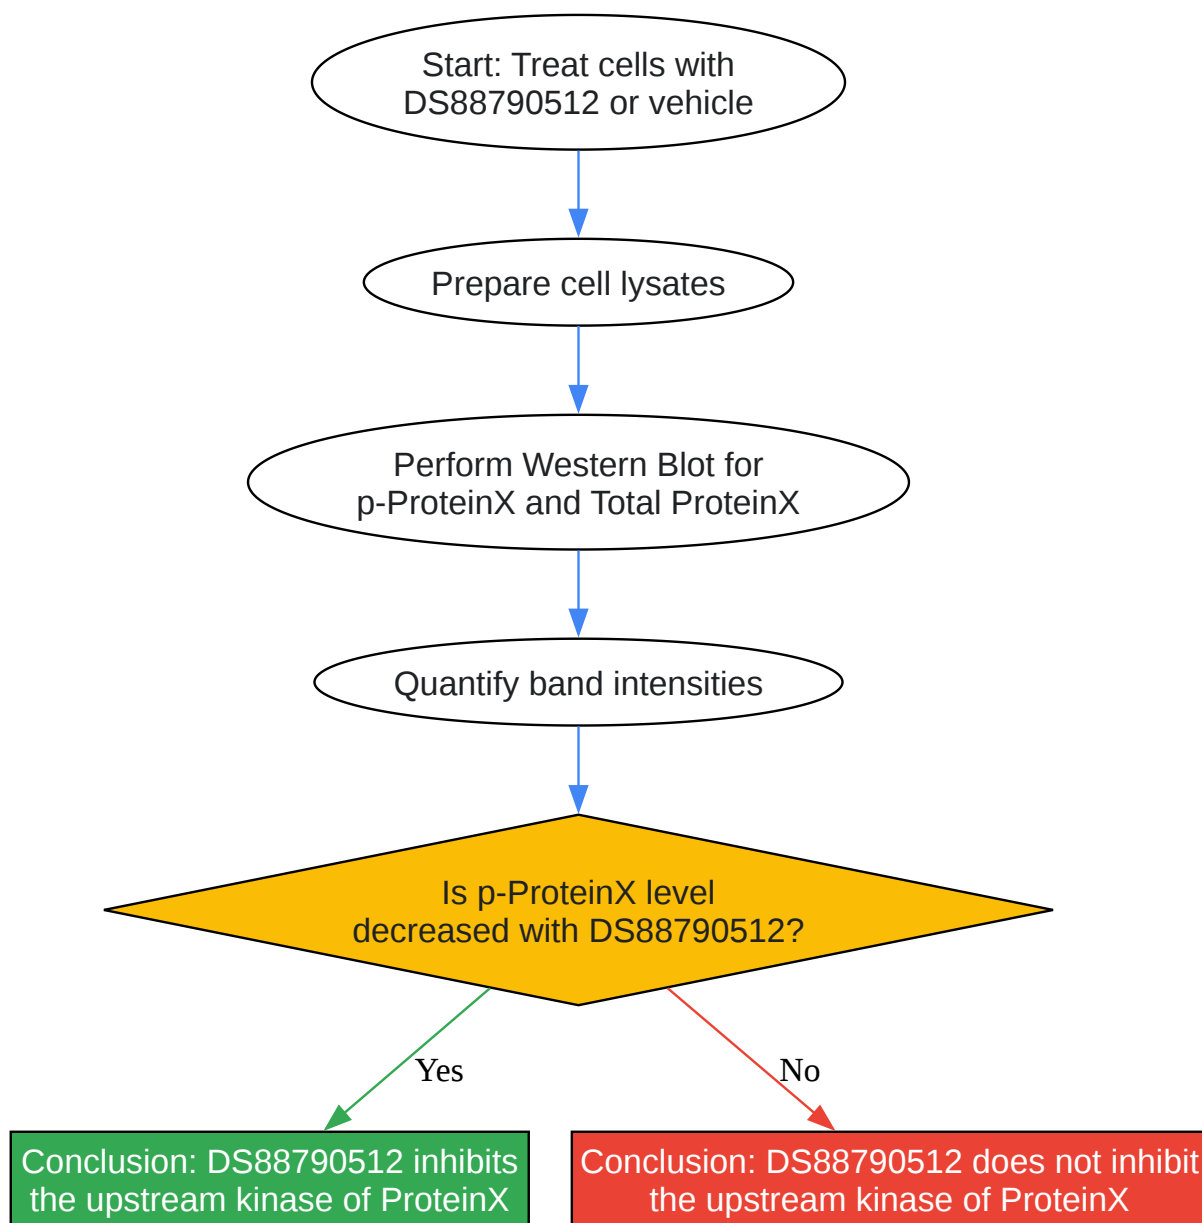 Start: Treat cells with
DS88790512 or vehicle
Prepare cell lysates
Perform Western Blot for
p-ProteinX and Total ProteinX
Quantify band intensities
Is p-ProteinX level
decreased with DS88790512?
Yes
No
Conclusion: DS88790512 inhibits
the upstream kinase of ProteinX
Conclusion: DS88790512 does not inhibit
the upstream kinase of ProteinX